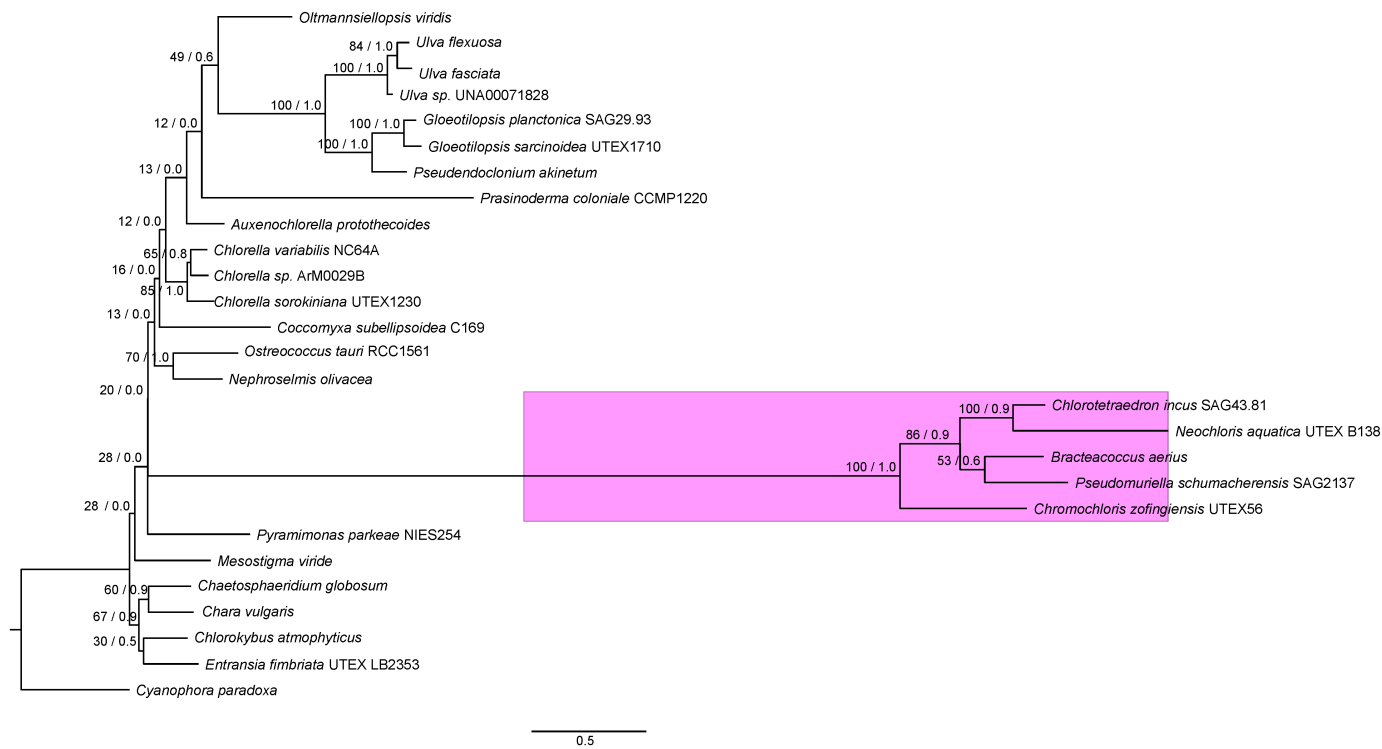 Oltmannsiellopsis viridis
84 / 1.0 Ulva flexuosa
49 / 0.6
100 / 1.0 Ulva fasciata
Ulva sp. UNA00071828
100 / 1.0
100 / 1.0 Gloeotilopsis planctonica SAG29.93
12 / 0.0
100 / 1.0 Gloeotilopsis sarcinoidea UTEX1710
13 / 0.0 Pseudendoclonium akinetum
Prasinoderma coloniale CCMP1220
12 / 0.0 Auxenochlorella protothecoides
65 / 0.8 Chlorella variabilis NC64A
16 / 0.0 Chlorella sp. ArM0029B
85 / 1.0
Chlorella sorokiniana UTEX1230
13 / 0.0
Coccomyxa subellipsoidea C169
70 / 1.0 Ostreococcus tauri RCC1561
Nephroselmis olivacea
20 / 0.0
100 / 0.9 Chlorotetraedron incus SAG43.81
86 / 0.9 Neochloris aquatica UTEX B138
28 / 0.0 53 / 0.6 Bracteacoccus aerius
100 / 1.0
Pseudomuriella schumacherensis SAG2137
28 / 0.0 Chromochloris zofingiensis UTEX56
Pyramimonas parkeae NIES254
Mesostigma viride
60 / 0.9 Chaetosphaeridium globosum
67 / 0.9 Chara vulgaris
30 / 0.5 Chlorokybus atmophyticus
Entransia fimbriata UTEX LB2353
Cyanophora paradoxa
0.5